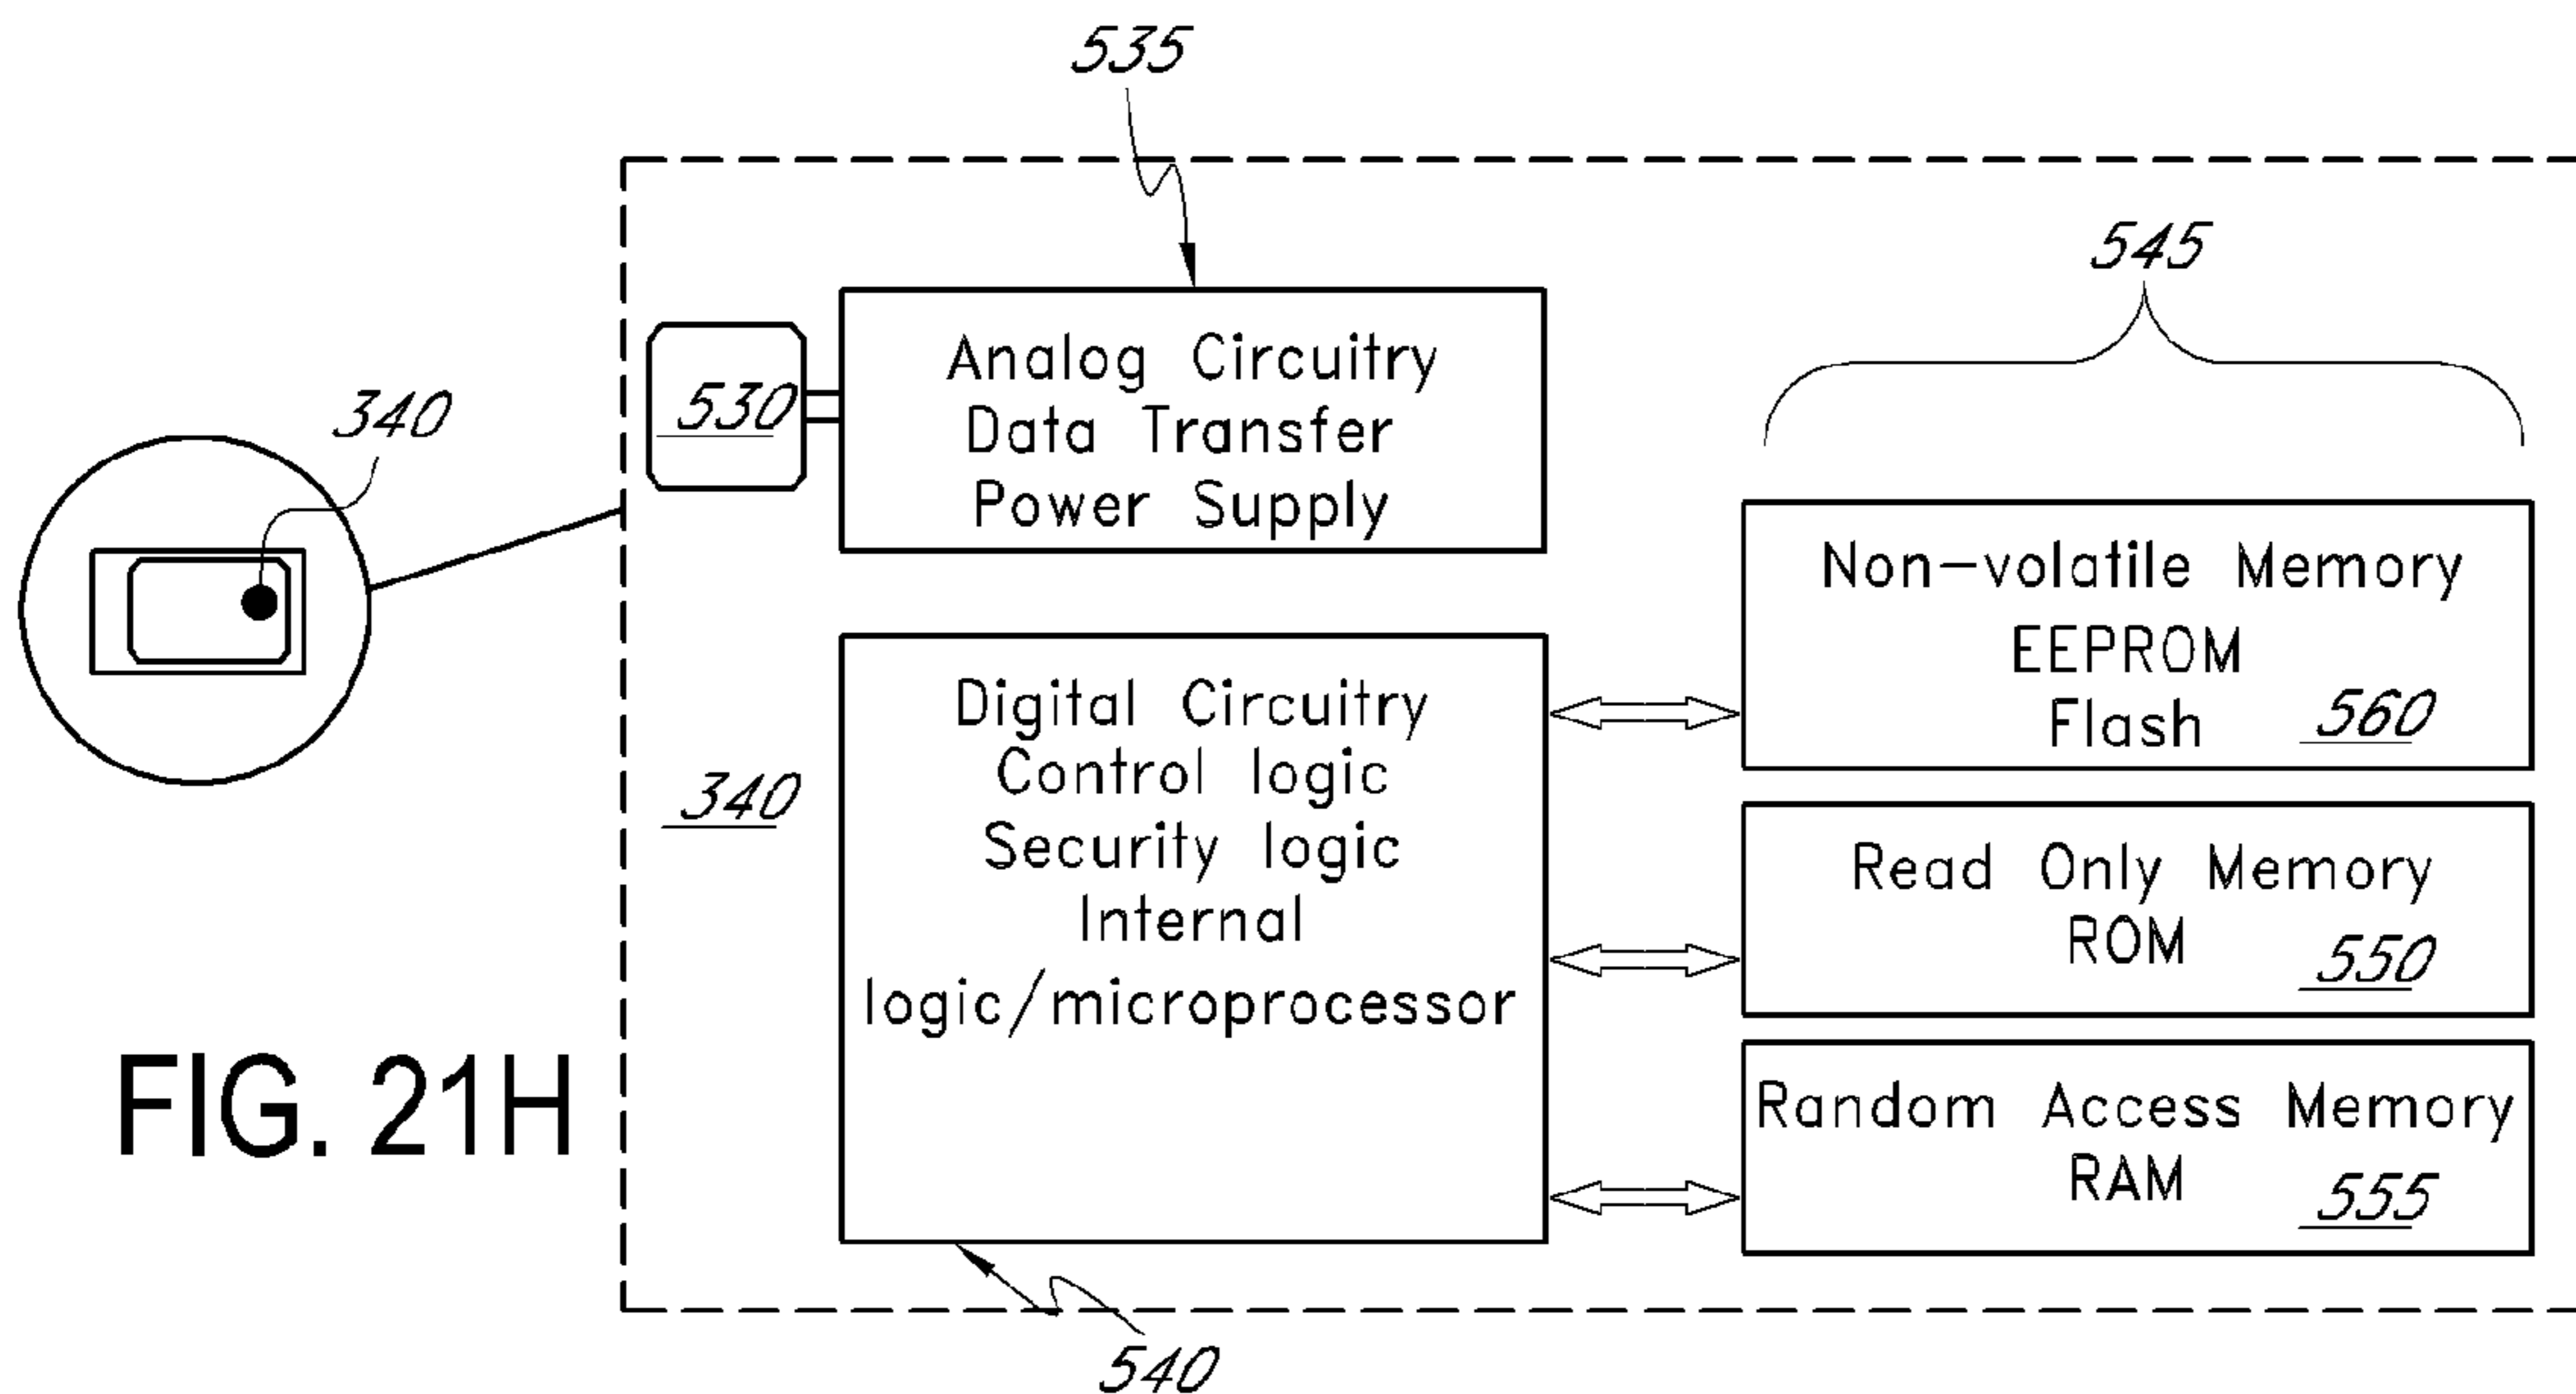 535
545
340
530
Analog Circuitry
Data Transfer
Power Supply
Non-volatile Memory
EEPROM
Flash 560
340
Digital Circuitry
Control logic
Security logic
Internal
logic/microprocessor
Read Only Memory
ROM 550
Random Access Memory
RAM 555
FIG. 21H
540